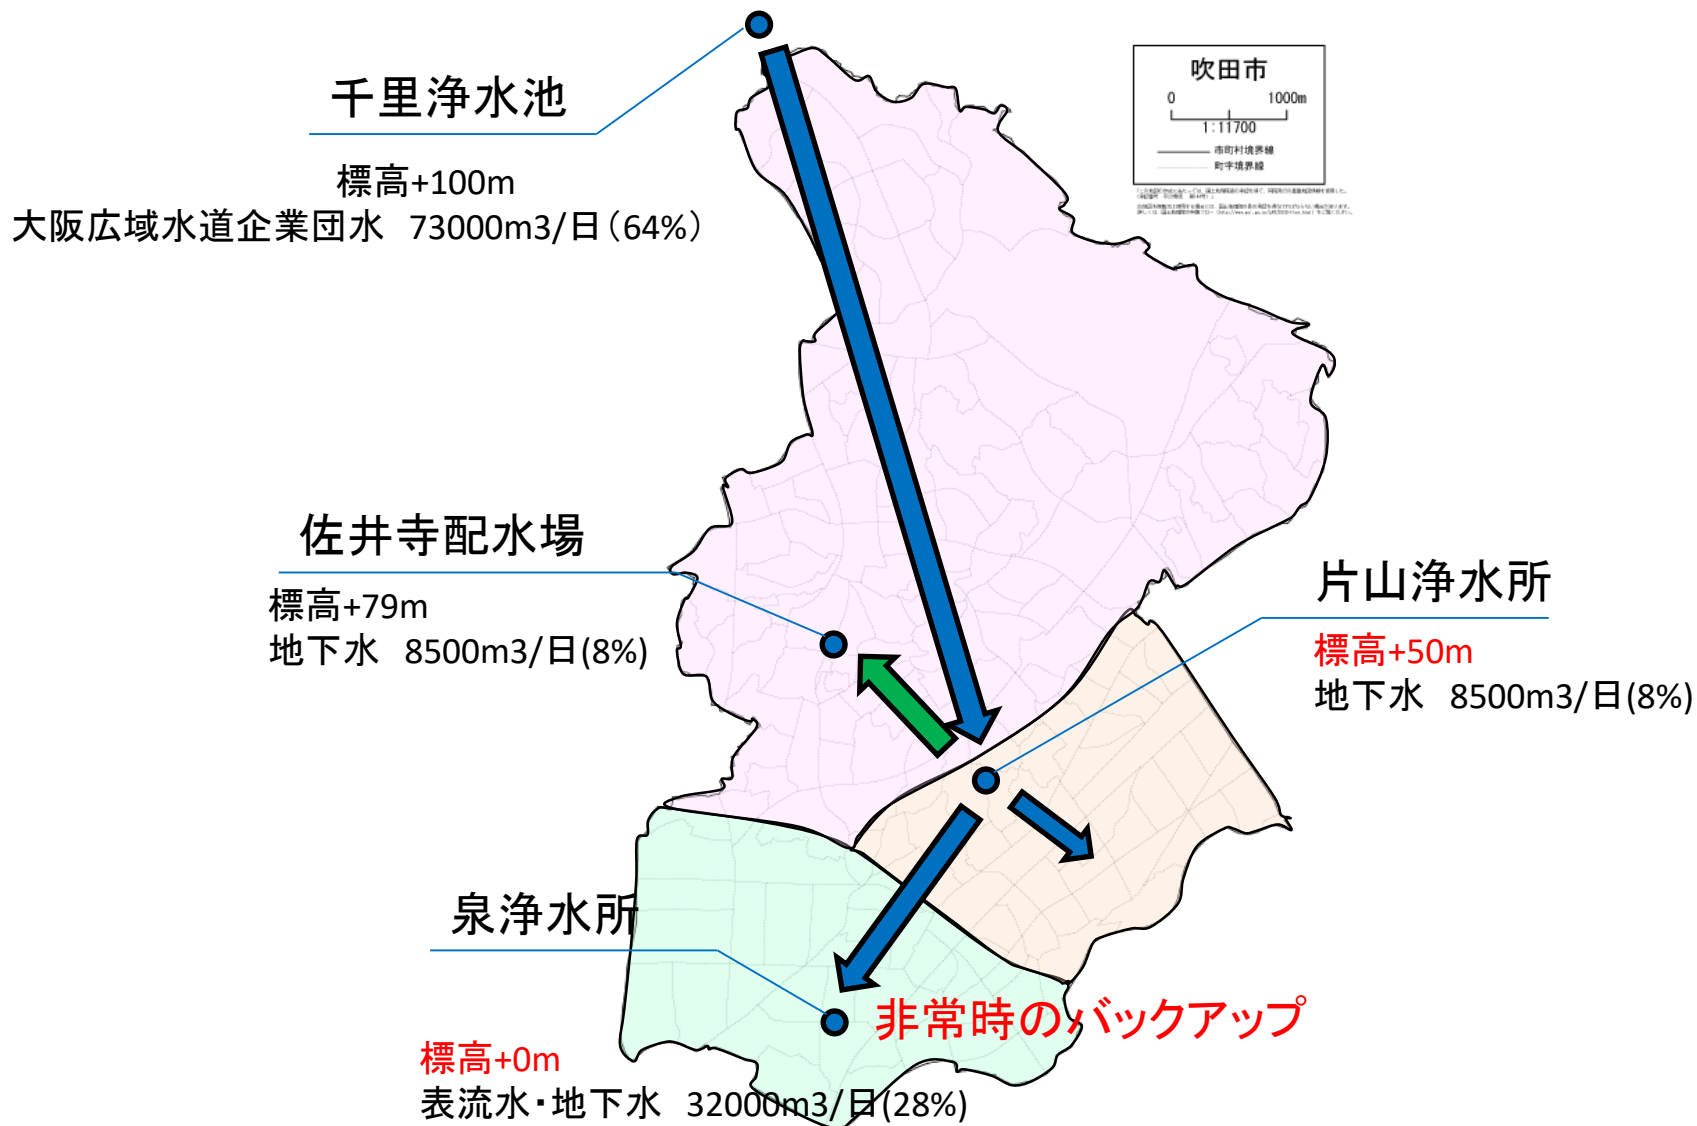 千里浄水池
標高+100m
大阪広域水道企業団水 73000m3/日(64%)
吹田市
0 1000m
1:11700
市町村境界線
町字境界線
佐井寺配水場
標高+79m
地下水 8500m3/日(8%)
片山浄水所
標高+50m
地下水 8500m3/日(8%)
泉浄水所
非常時のバックアップ
標高+0m
表流水・地下水 32000m3/日(28%)